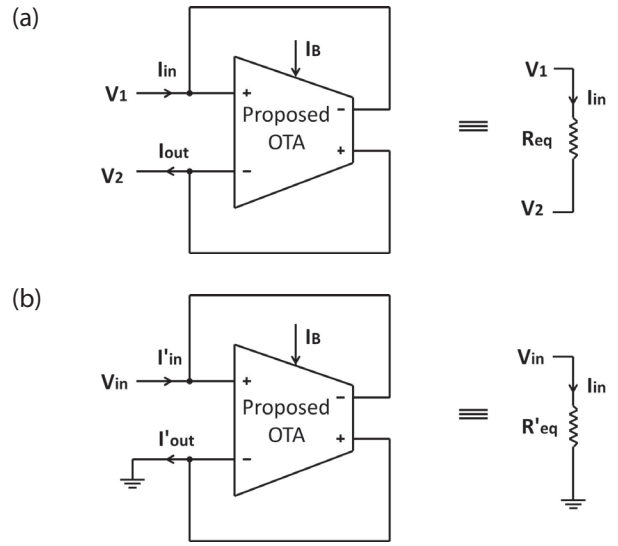 (a)
Iin
IB
V1
+
−
Proposed
OTA
+
Iout
V2
−
≡
V1
Iin
Req
V2
(b)
I'in
IB
Vin
+
−
Proposed
OTA
+
I'out
−
≡
Vin
Iin
R'eq